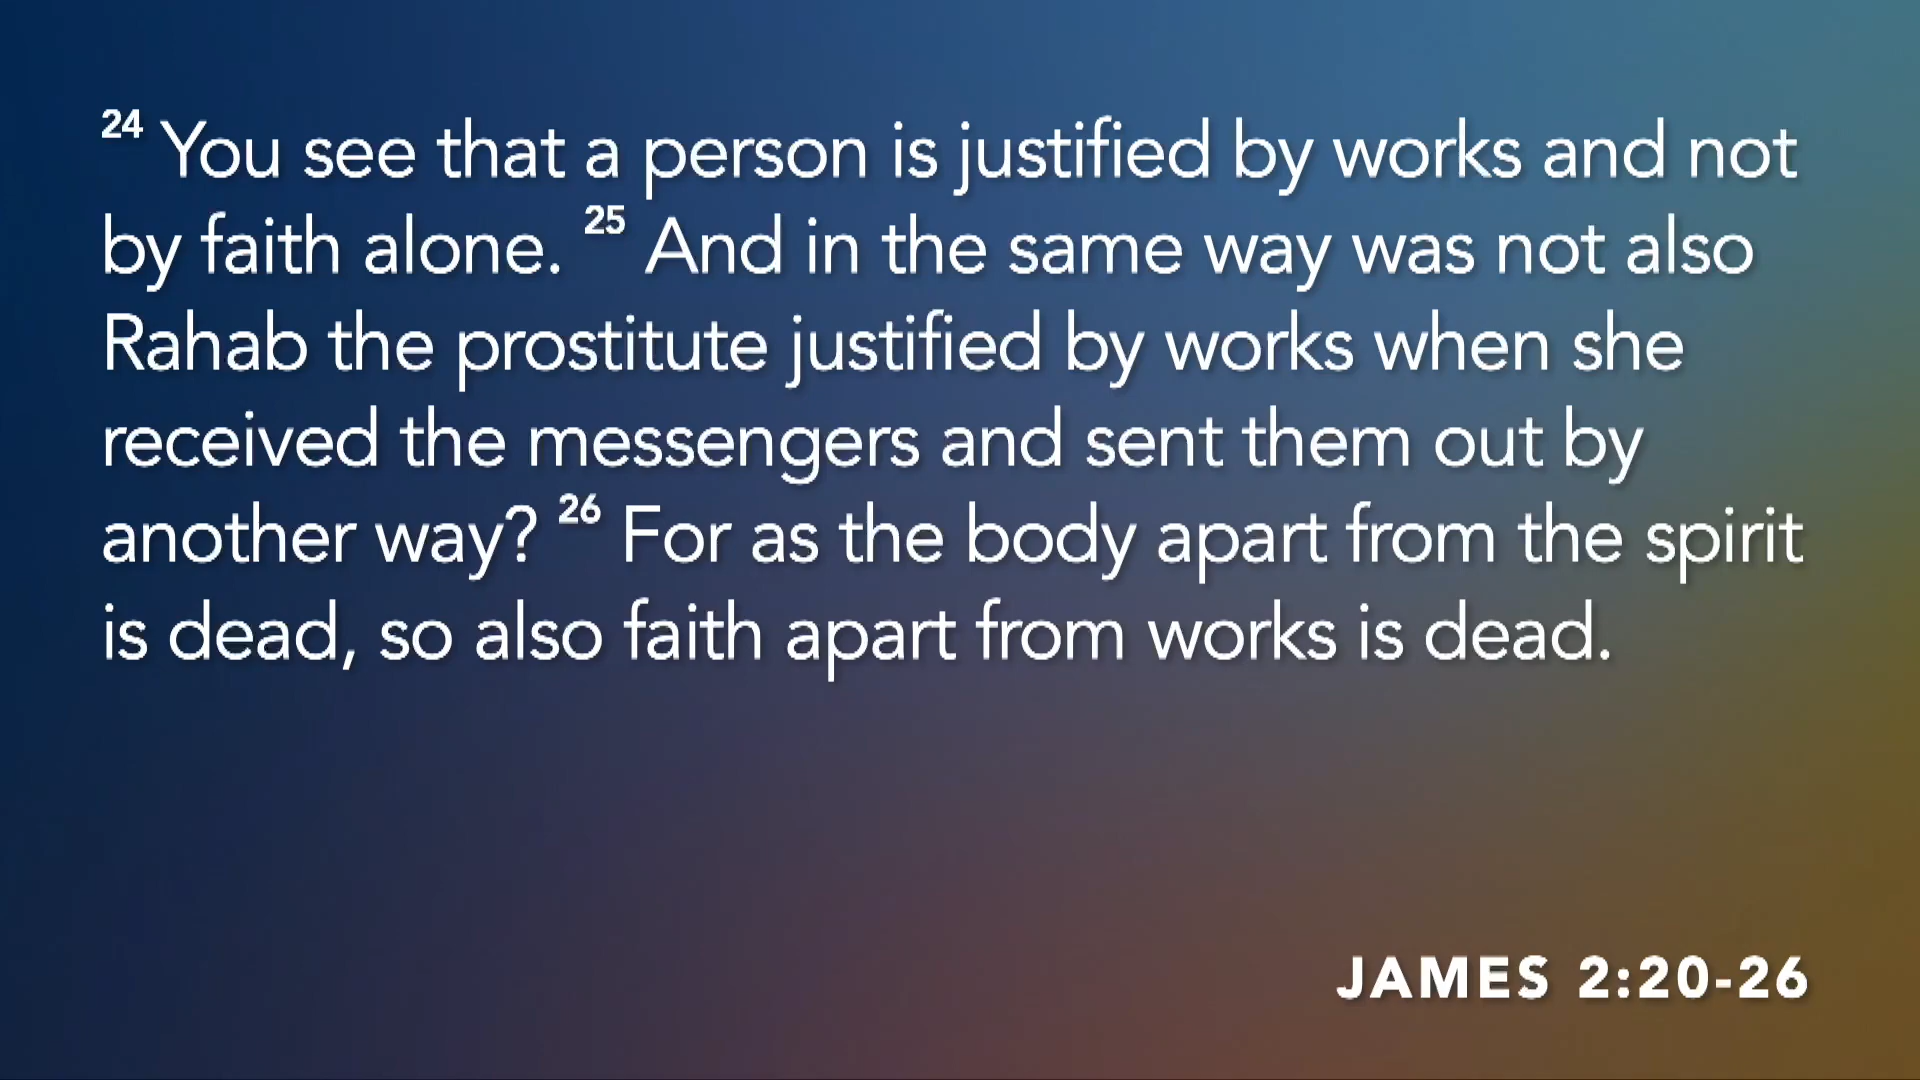 24 You see that a person is justified by works and not
by faith alone. 25 And in the same way was not also
Rahab the prostitute justified by works when she
received the messengers and sent them out by
another way? 26 For as the body apart from the spirit
is dead, so also faith apart from works is dead.
JAMES 2:20-26